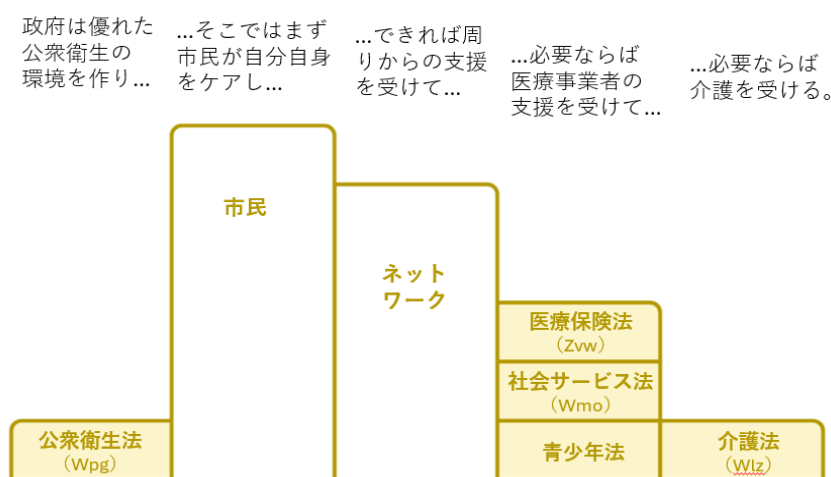 政府は優れた
公衆衛生の
環境を作り...
...そこではまず
市民が自分自身
をケアし...
...できれば周
りからの支援
を受けて...
...必要ならば
医療事業者の
支援を受けて...
...必要ならば
介護を受ける。
市民
ネット
ワーク
医療保険法
（Zvw）
社会サービス法
（Wmo）
公衆衛生法
（Wpg）
青少年法
介護法
（Wlz）